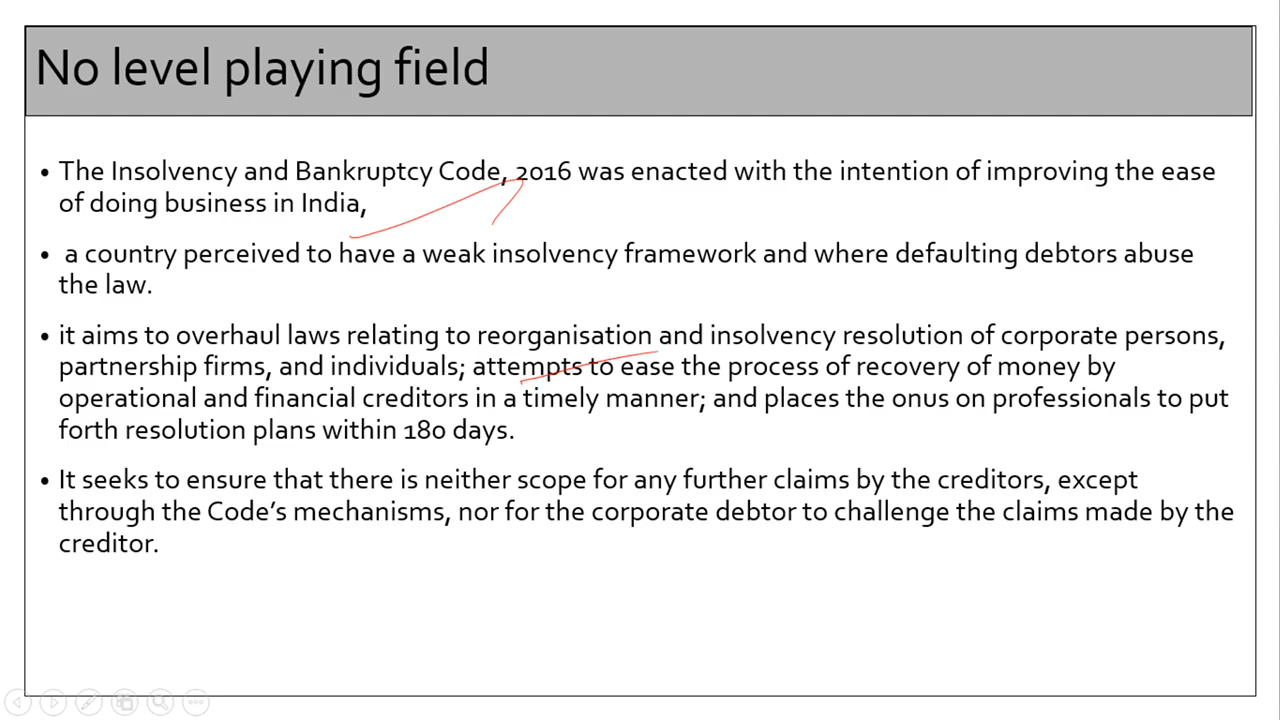 No level playing field
• The Insolvency and Bankruptcy Code, 2016 was enacted with the intention of improving the ease
of doing business in India,
• a country perceived to have a weak insolvency framework and where defaulting debtors abuse
the law.
• it aims to overhaul laws relating to reorganisation and insolvency resolution of corporate persons,
partnership firms, and individuals; attempts to ease the process of recovery of money by
operational and financial creditors in a timely manner; and places the onus on professionals to put
forth resolution plans within 180 days.
• It seeks to ensure that there is neither scope for any further claims by the creditors, except
through the Code’s mechanisms, nor for the corporate debtor to challenge the claims made by the
creditor.